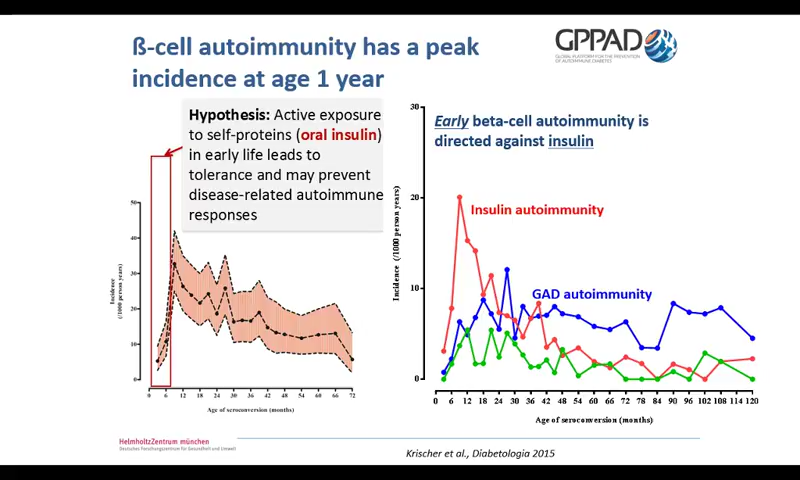 ß-cell autoimmunity has a peak
incidence at age 1 year
GPPAD
GLOBAL PLATFORM FOR THE PREVENTION
OF AUTOIMMUNE DIABETES
Hypothesis: Active exposure
to self-proteins (oral insulin)
in early life leads to
tolerance and may prevent
disease-related autoimmune
responses
50
40
30
20
10
0
Incidence
(/1000 person years)
0 6 12 18 24 30 36 42 48 54 60 66 72
Age of seroconversion (months)
Early beta-cell autoimmunity is
directed against insulin
30
20
10
0
Incidence (/1000 person years)
Insulin autoimmunity
GAD autoimmunity
0 6 12 18 24 30 36 42 48 54 60 66 72 78 84 90 96 102 108 114 120
Age of seroconversion (months)
HelmholtzZentrum münchen
Deutsches Forschungszentrum für Gesundheit und Umwelt
Krischer et al., Diabetologia 2015